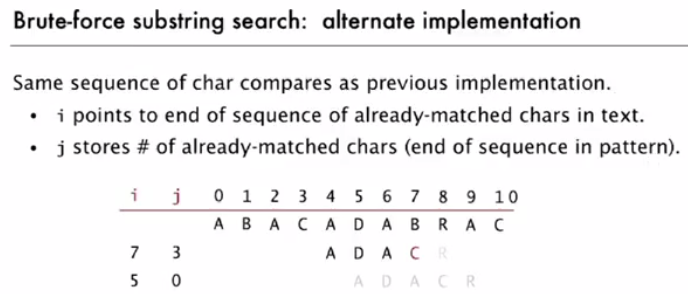 Brute-force substring search: alternate implementation
Same sequence of char compares as previous implementation.
• i points to end of sequence of already-matched chars in text.
• j stores # of already-matched chars (end of sequence in pattern).
i j 0 1 2 3 4 5 6 7 8 9 10
A B A C A D A B R A C
7 3 A D A C R
5 0 A D A C R